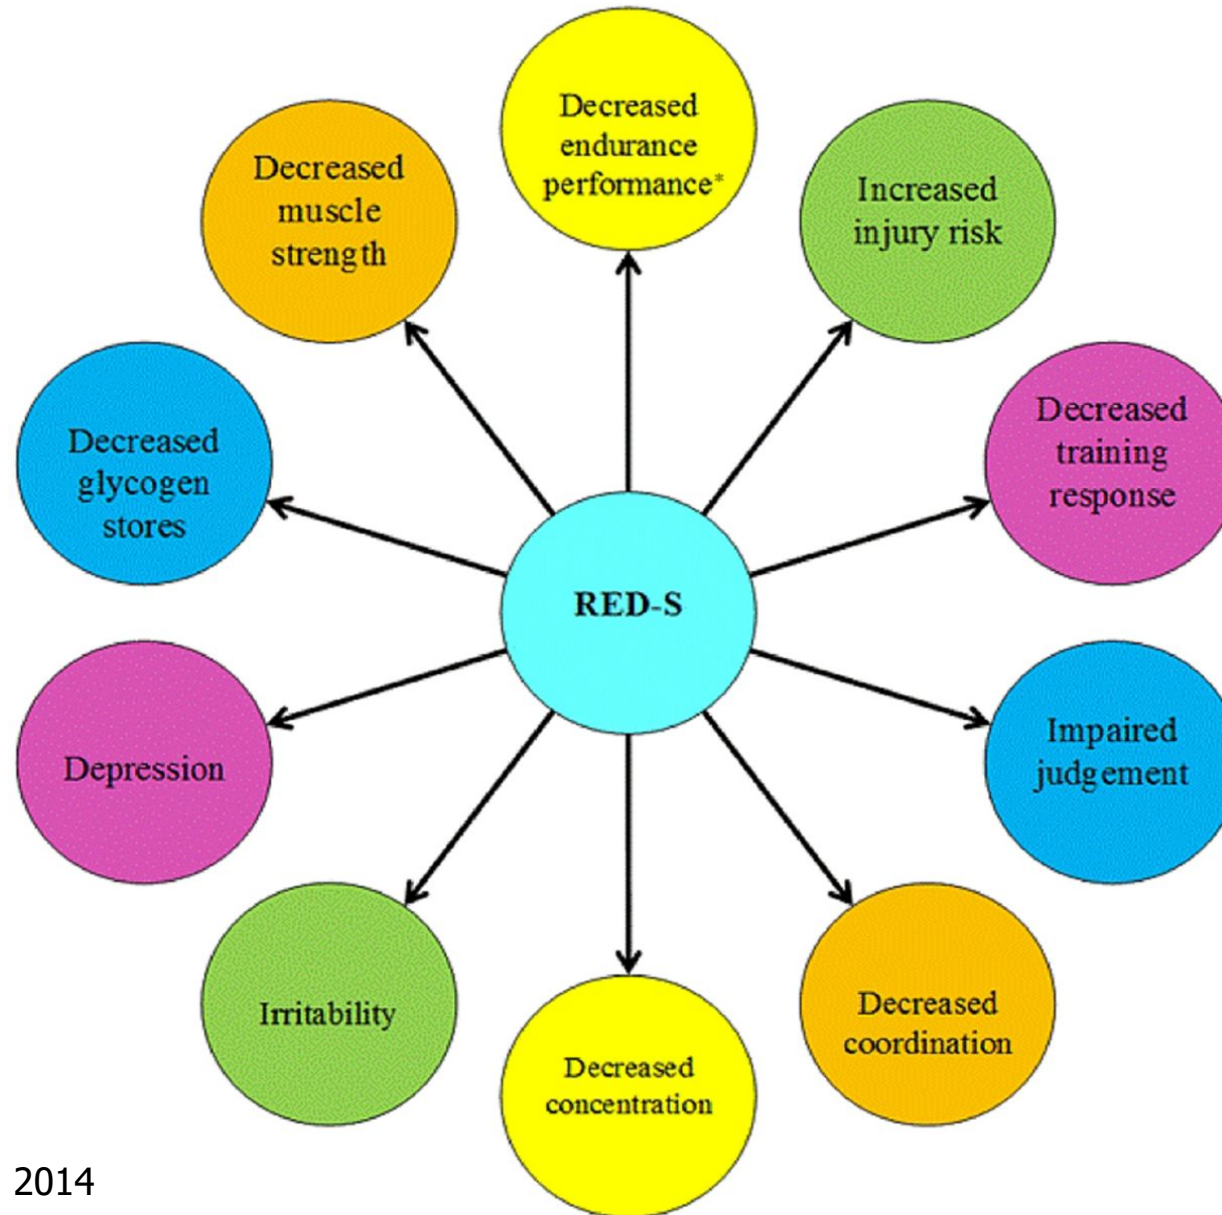 Decreased
endurance
performance*
Increased
injury risk
Decreased
training
response
Impaired
judgement
Decreased
coordination
Decreased
concentration
Irritability
Depression
Decreased
glycogen
stores
Decreased
muscle
strength
RED-S
2014